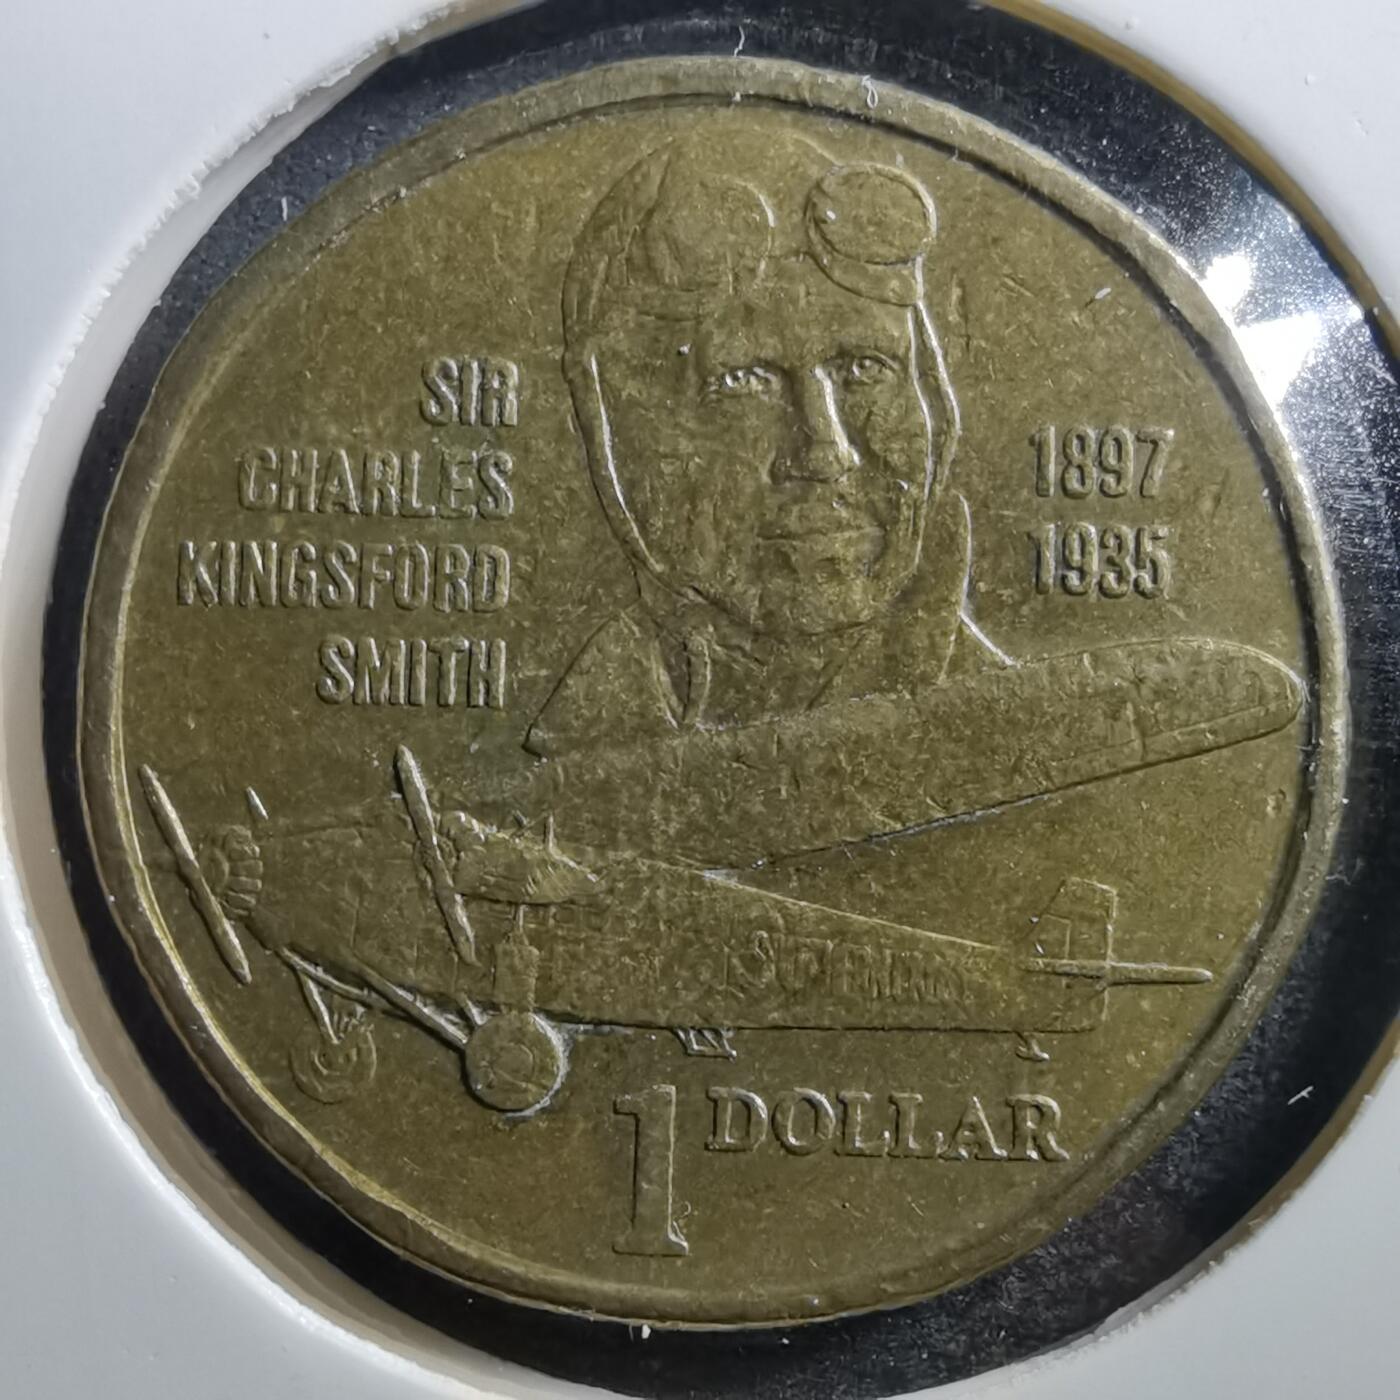 SIR
CHARLES
KINGSFORD
SMITH
1897
1935
1 DOLLAR